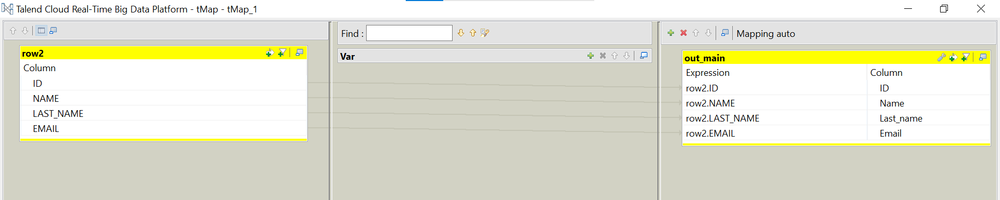 Talend Cloud Real-Time Big Data Platform - tMap - tMap_1
Find :
Mapping auto
row2
Column
ID
NAME
LAST_NAME
EMAIL
Var
out_main
Expression Column
row2.ID ID
row2.NAME Name
row2.LAST_NAME Last_name
row2.EMAIL Email